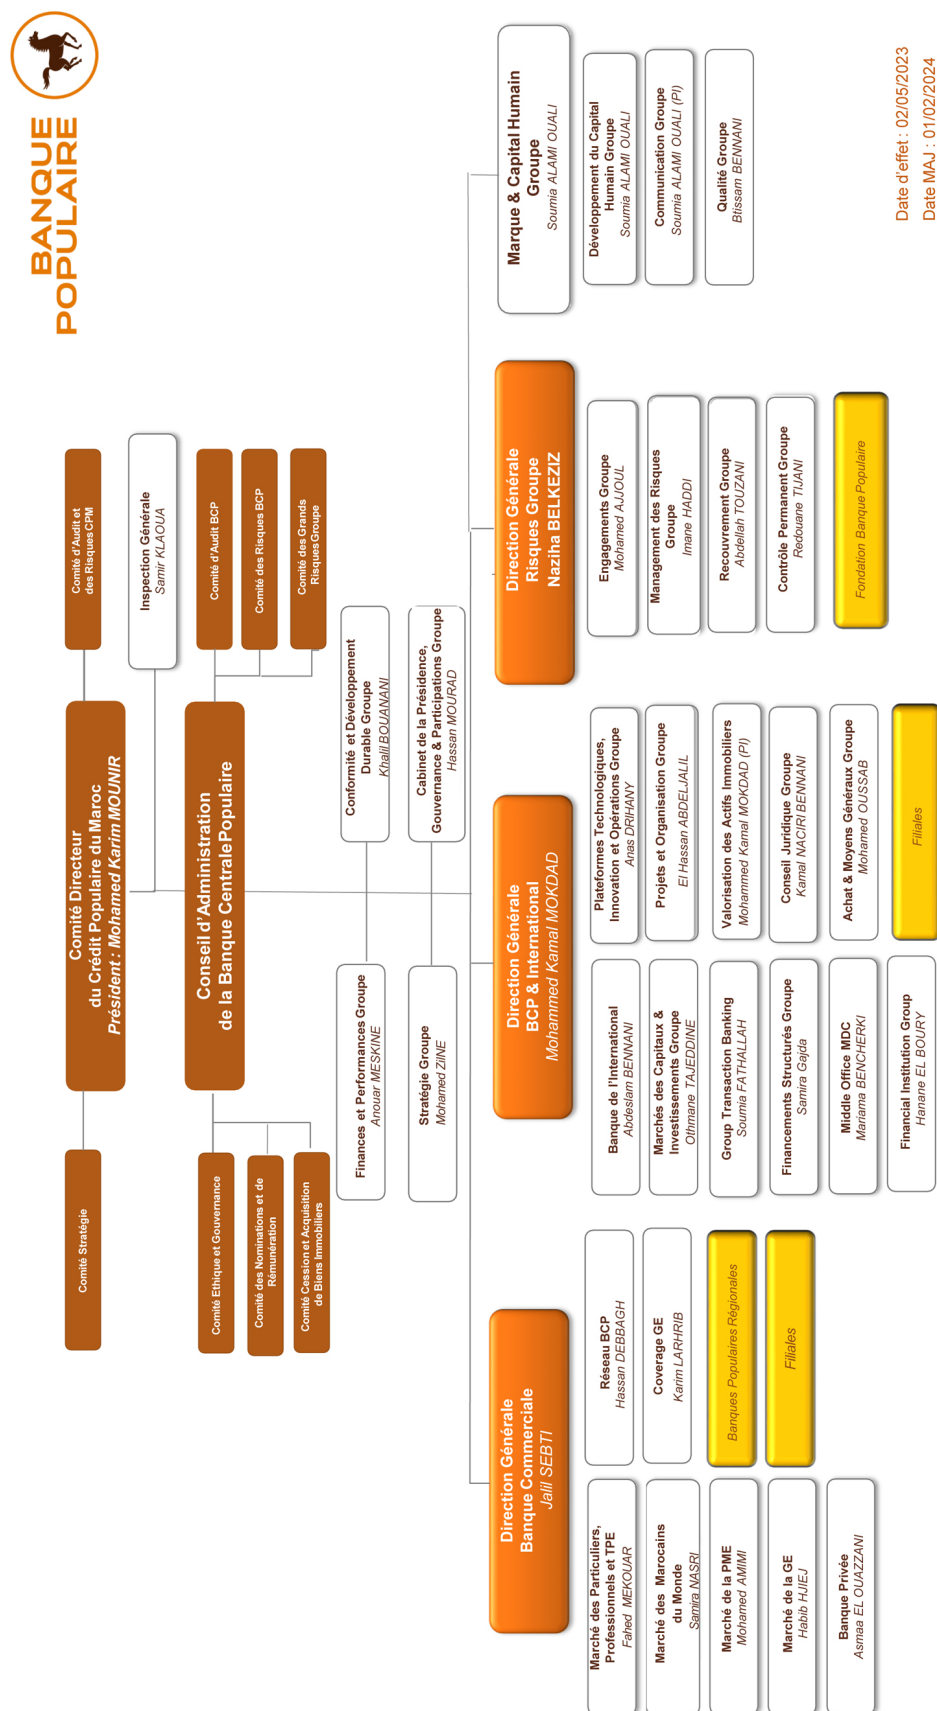 BANQUE
POPULAIRE
Comité Stratégie
Comité Directeur
du Crédit Populaire du Maroc
Président : Mohamed Karim MOUNIR
Comité d'Audit et
des Risques CPM
Inspection Générale
Samir KLAOUA
Conseil d'Administration
de la Banque Centrale Populaire
Comité Ethique et Gouvernance
Comité des Nominations et de
Rémunération
Comité Cession et Acquisition
de Biens Immobiliers
Comité d'Audit BCP
Comité des Risques BCP
Comité des Grands
Risques Groupe
Finances et Performances Groupe
Anouar MESKINE
Conformité et Développement
Durable Groupe
Khalil BOUANANI
Stratégie Groupe
Mohamed ZIINE
Cabinet de la Présidence,
Gouvernance & Participations Groupe
Hassan MOURAD
Direction Générale
Banque Commerciale
Jalil SEBTI
Marché des Particuliers,
Professionnels et TPE
Fahed MEKOUAR
Marché des Marocains
du Monde
Samira NASRI
Marché de la PME
Mohamed AMIMI
Marché de la GE
Habib HJIEJ
Banque Privée
Asmaa EL OUAZZANI
Réseau BCP
Hassan DEBBAGH
Coverage GE
Karim LARHRIB
Banques Populaires Régionales
Filiales
Direction Générale
BCP & International
Mohammed Kamal MOKDAD
Banque de l'International
Abdeslam BENNANI
Marchés des Capitaux &
Investissements Groupe
Othmane TAJEDDINE
Group Transaction Banking
Soumia FATHALLAH
Financements Structurés Groupe
Samira Gajda
Middle Office MDC
Mariama BENCHERKI
Financial Institution Group
Hanane EL BOURY
Plateformes Technologiques,
Innovation et Opérations Groupe
Anas DRIHANY
Projets et Organisation Groupe
El Hassan ABDELJALIL
Valorisation des Actifs Immobiliers
Mohammed Kamal MOKDAD (PI)
Conseil Juridique Groupe
Kamal NACIRI BENNANI
Achat & Moyens Généraux Groupe
Mohamed OUSSAB
Filiales
Direction Générale
Risques Groupe
Naziha BELKEZIZ
Engagements Groupe
Mohamed AJJOUL
Management des Risques
Groupe
Imane HADDI
Recouvrement Groupe
Abdellah TOUZANI
Contrôle Permanent Groupe
Redouane TIJANI
Fondation Banque Populaire
Marque & Capital Humain
Groupe
Soumia ALAMI OUALI
Développement du Capital
Humain Groupe
Soumia ALAMI OUALI
Communication Groupe
Soumia ALAMI OUALI (PI)
Qualité Groupe
Btissam BENNANI
Date d'effet : 02/05/2023
Date MAJ : 01/02/2024